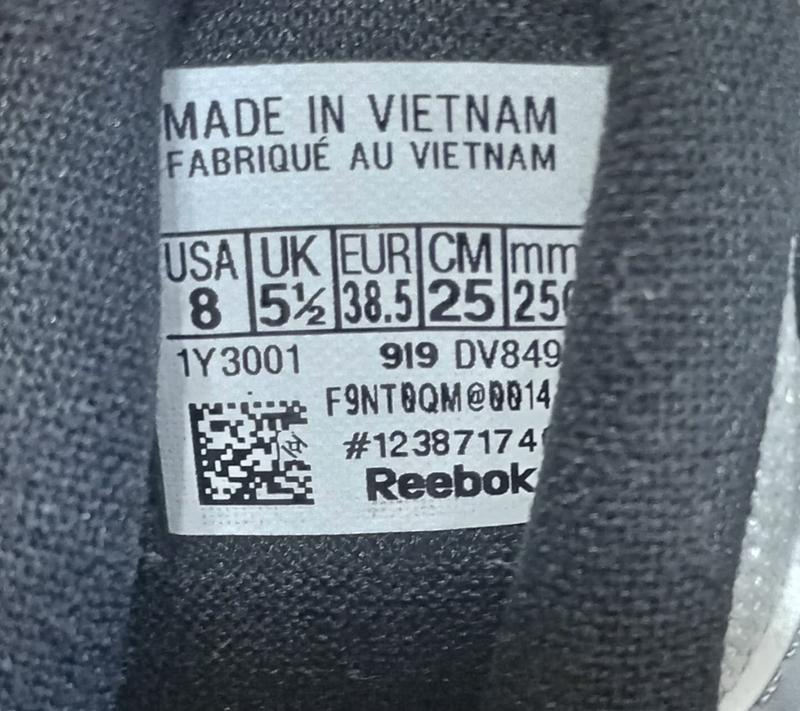 MADE IN VIETNAM
FABRIQUÉ AU VIETNAM
USA UK EUR CM mm
8 5½ 38.5 25 250
1Y3001 919 DV849
F9NT0QM@0014
#12387174
Reebok